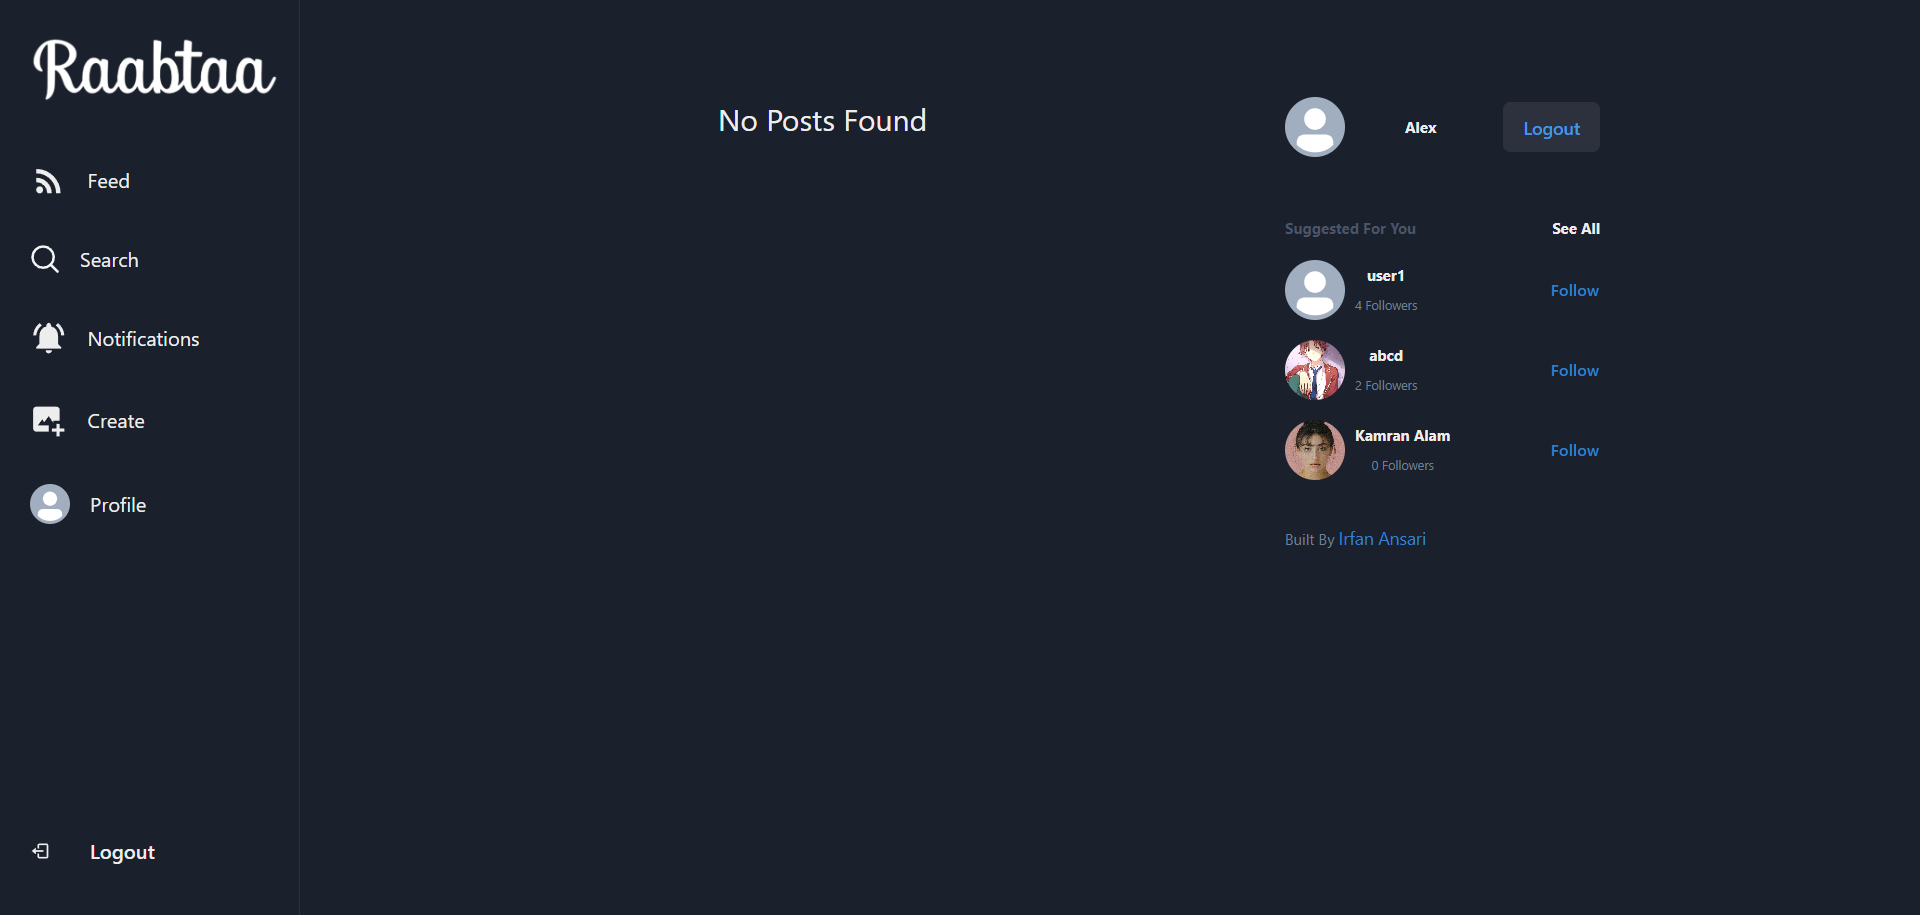 Raabtaa
Feed
Search
Notifications
Create
Profile
Logout
No Posts Found
Alex
Logout
Suggested For You
See All
user1
4 Followers
Follow
abcd
2 Followers
Follow
Kamran Alam
0 Followers
Follow
Built By Irfan Ansari